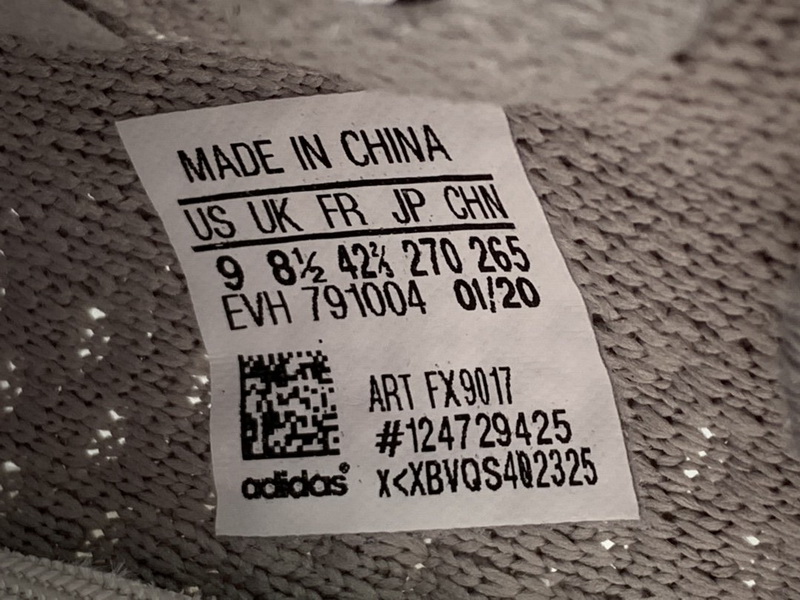 MADE IN CHINA
US UK FR JP CHN
9 8½ 42⅔ 270 265
EVH 791004 01/20
ART FX9017
#124729425
adidas® X<XBVQS402325